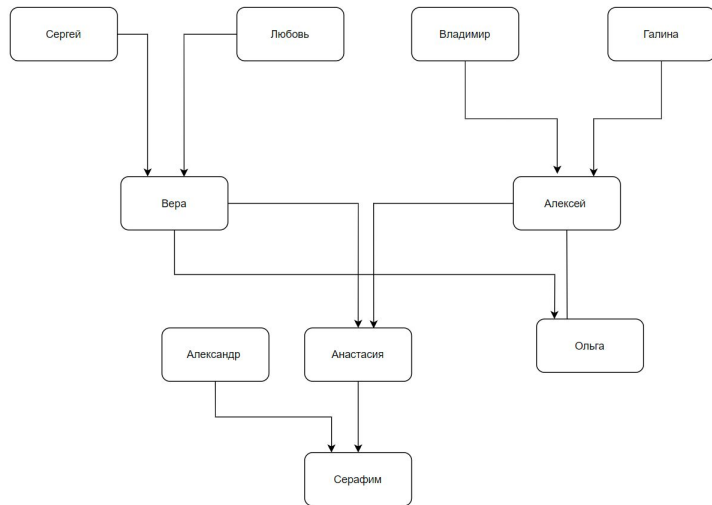 Сергей
Любовь
Владимир
Галина
Вера
Алексей
Александр
Анастасия
Ольга
Серафим